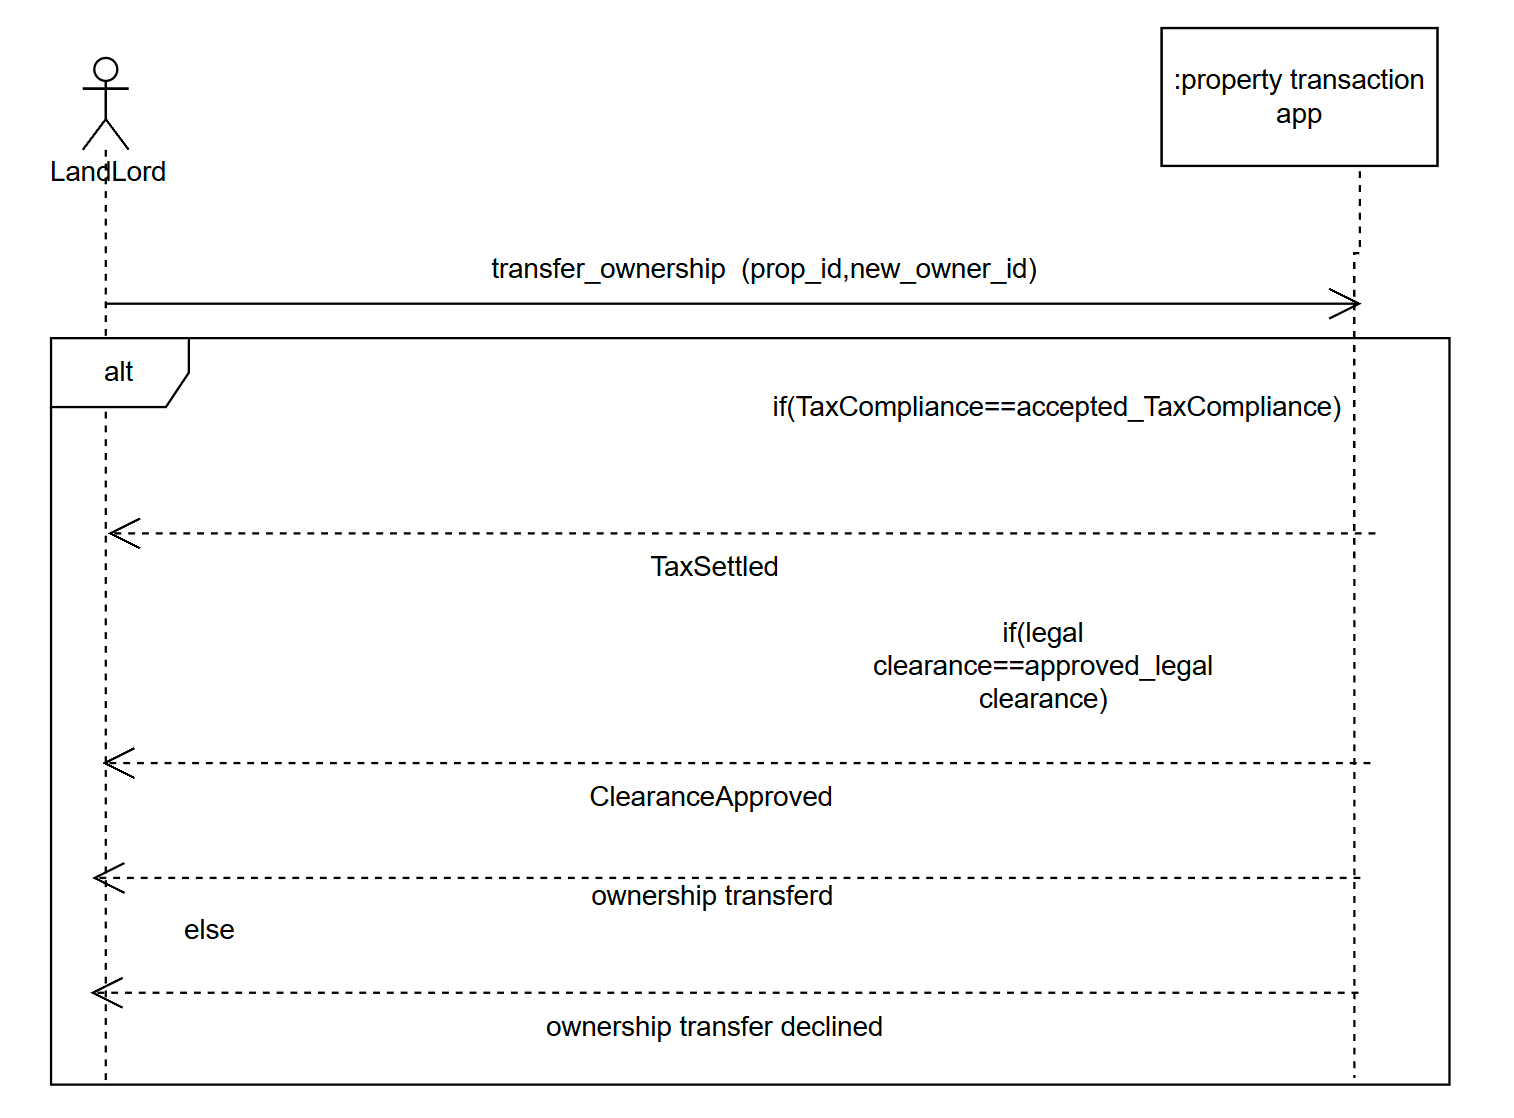 :property transaction
app
LandLord
transfer_ownership  (prop_id,new_owner_id)
alt
if(TaxCompliance==accepted_TaxCompliance)
TaxSettled
if(legal
clearance==approved_legal
clearance)
ClearanceApproved
ownership transferd
else
ownership transfer declined